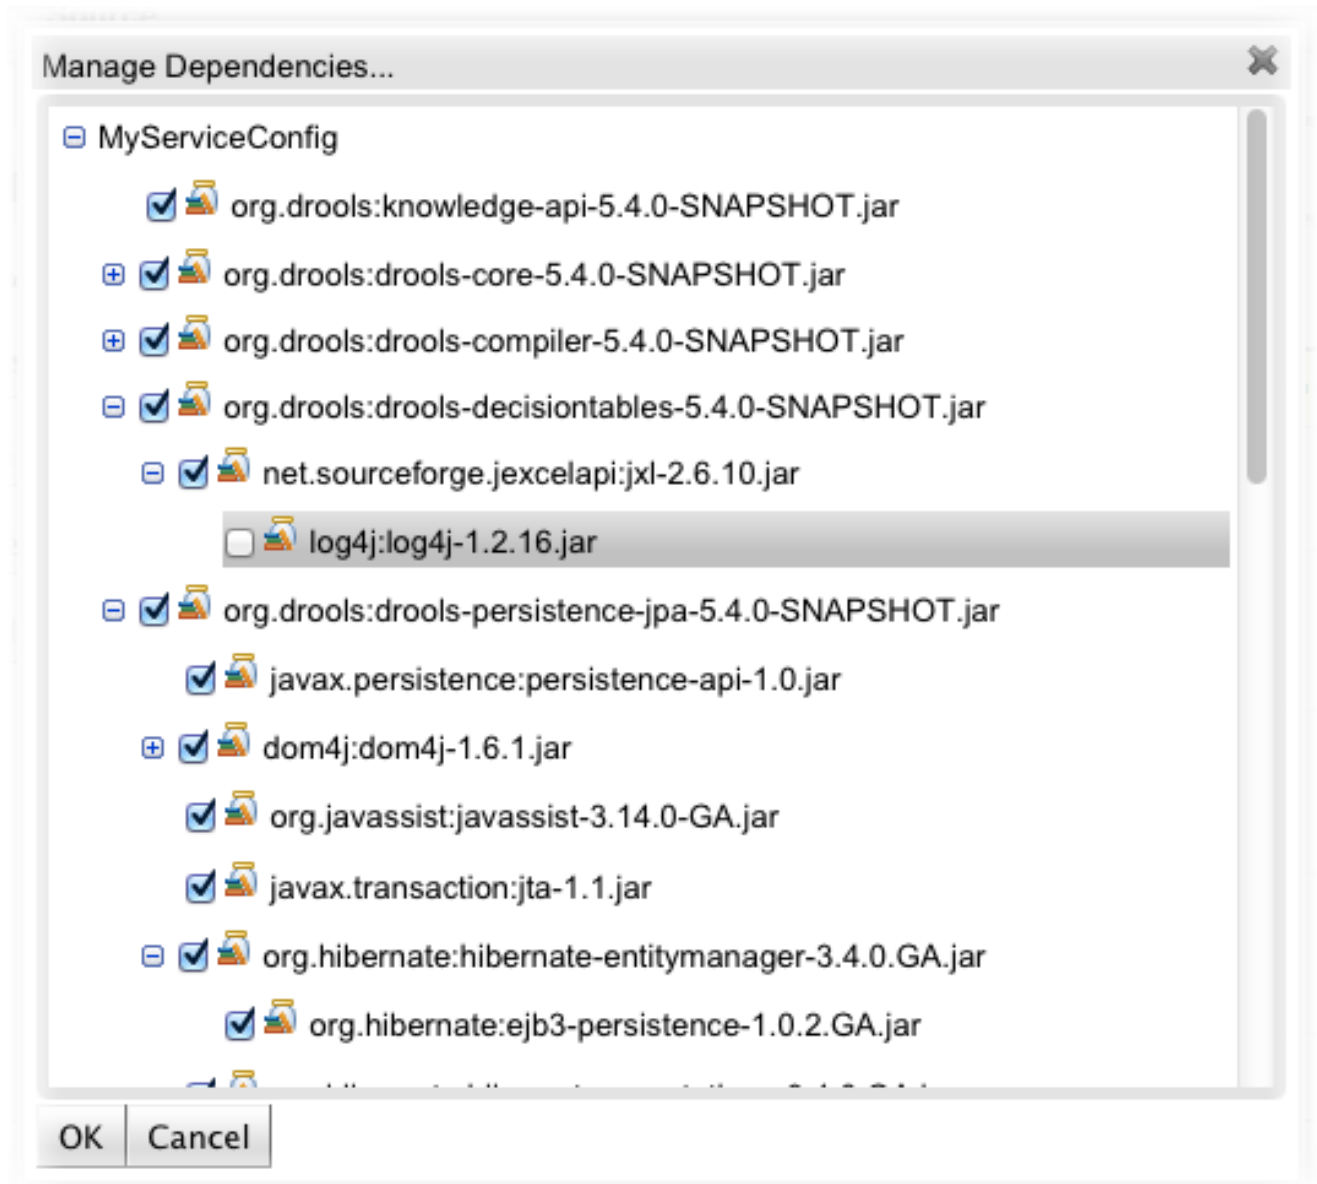 Manage Dependencies...
MyServiceConfig
org.drools:knowledge-api-5.4.0-SNAPSHOT.jar
org.drools:drools-core-5.4.0-SNAPSHOT.jar
org.drools:drools-compiler-5.4.0-SNAPSHOT.jar
org.drools:drools-decisiontables-5.4.0-SNAPSHOT.jar
net.sourceforge.jexcelapi:jxl-2.6.10.jar
log4j:log4j-1.2.16.jar
org.drools:drools-persistence-jpa-5.4.0-SNAPSHOT.jar
javax.persistence:persistence-api-1.0.jar
dom4j:dom4j-1.6.1.jar
org.javassist:javassist-3.14.0-GA.jar
javax.transaction:jta-1.1.jar
org.hibernate:hibernate-entitymanager-3.4.0.GA.jar
org.hibernate:ejb3-persistence-1.0.2.GA.jar
OK Cancel